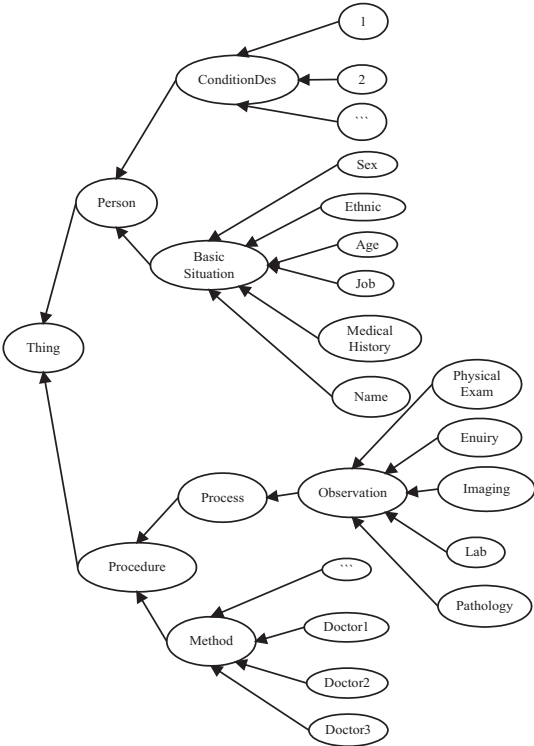 1
ConditionDes
2
```
Sex
Person
Ethnic
Basic
Situation
Age
Job
Medical
History
Thing
Name
Physical
Exam
Enuiry
Process
Observation
Imaging
Lab
Procedure
```
Pathology
Method
Doctor1
Doctor2
Doctor3